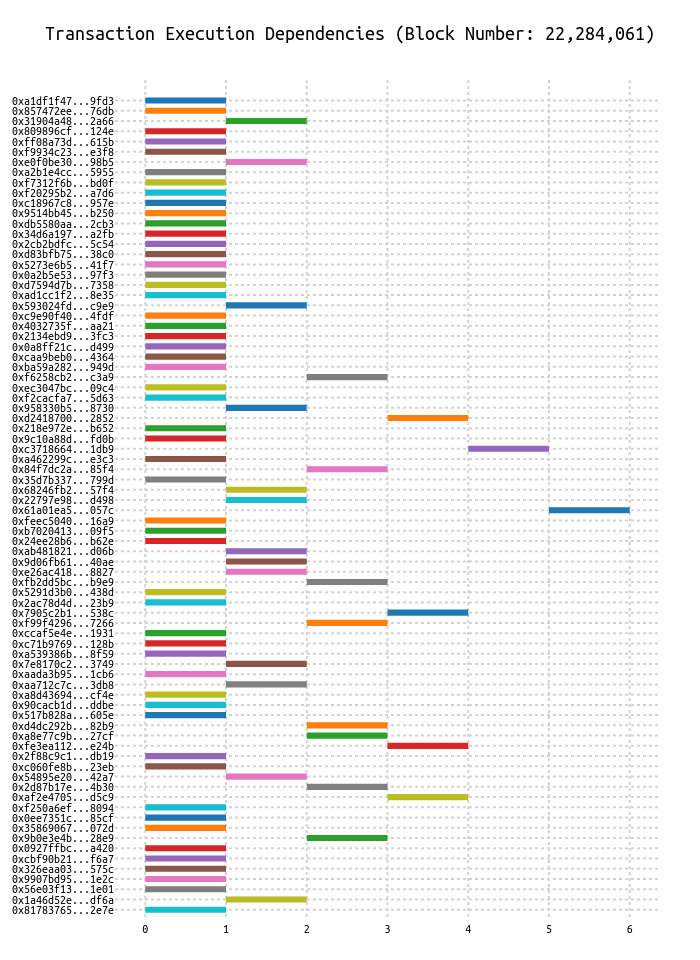 Transaction Execution Dependencies (Block Number: 22,284,061)
0xa1df1f47...9fd3
0x857472ee...76db
0x31904a48...2a66
0x809896cf...124e
0xff08a73d...615b
0xf9934c23...e3f8
0xe0f0be30...98b5
0xa2b1e4cc...5955
0xf7312f6b...bd0f
0xf20295b2...a7d6
0xc18967c8...957e
0x9514bb45...b250
0xdb5580aa...2cb3
0x34d6a197...a2fb
0x2cb2bdfc...5c54
0xd83bfb75...38c0
0x5273e6b5...41f7
0x0a2b5e53...97f3
0xd7594d7b...7358
0xad1cc1f2...8e35
0x593024fd...c9e9
0xc9e90f40...4fdf
0x4032735f...aa21
0x2134ebd9...3fc3
0x0a8ff21c...d499
0xcaa9beb0...4364
0xba59a282...949d
0xf6258cb2...c3a9
0xec3047bc...09c4
0xf2cacfa7...5d63
0x958330b5...8730
0xd2418700...2852
0x218e972e...b652
0x9c10a88d...fd0b
0xc3718664...1db9
0xa462299c...e3c3
0x84f7dc2a...85f4
0x35d7b337...799d
0x68246fb2...57f4
0x22797e98...d498
0x61a01ea5...057c
0xfeec5040...16a9
0xb7020413...09f5
0x24ee28b6...b62e
0xab481821...d06b
0x9d06fb61...40ae
0xe26ac418...8827
0xfb2dd5bc...b9e9
0x5291d3b0...438d
0x2ac78d4d...23b9
0x7905c2b1...538c
0xf99f4296...7266
0xccaf5e4e...1931
0xc71b9769...128b
0xa539386b...8f59
0x7e8170c2...3749
0xaada3b95...1cb6
0xaa712c7c...3db8
0xa8d43694...cf4e
0x90cacb1d...ddbe
0x517b828a...605e
0xd4dc292b...82b9
0xa8e77c9b...27cf
0xfe3ea112...e24b
0x2f88c9c1...db19
0xc060fe8b...23eb
0x54895e20...42a7
0x2d87b17e...4b30
0xaf2e4705...d5c9
0xf250a6ef...8094
0x0ee7351c...85cf
0x35869067...072d
0x9b0e3e4b...28e9
0x0927ffbc...a420
0xcbf90b21...f6a7
0x326eaa03...575c
0x9907bd95...1e2c
0x56e03f13...1e01
0x1a46d52e...df6a
0x81783765...2e7e
0 1 2 3 4 5 6